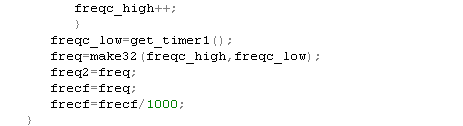 freqc_high++;
}
freqc_low=get_timer1();
freq=make32(freqc_high,freqc_low);
freq2=freq;
frecf=freq;
frecf=frecf/1000;
}